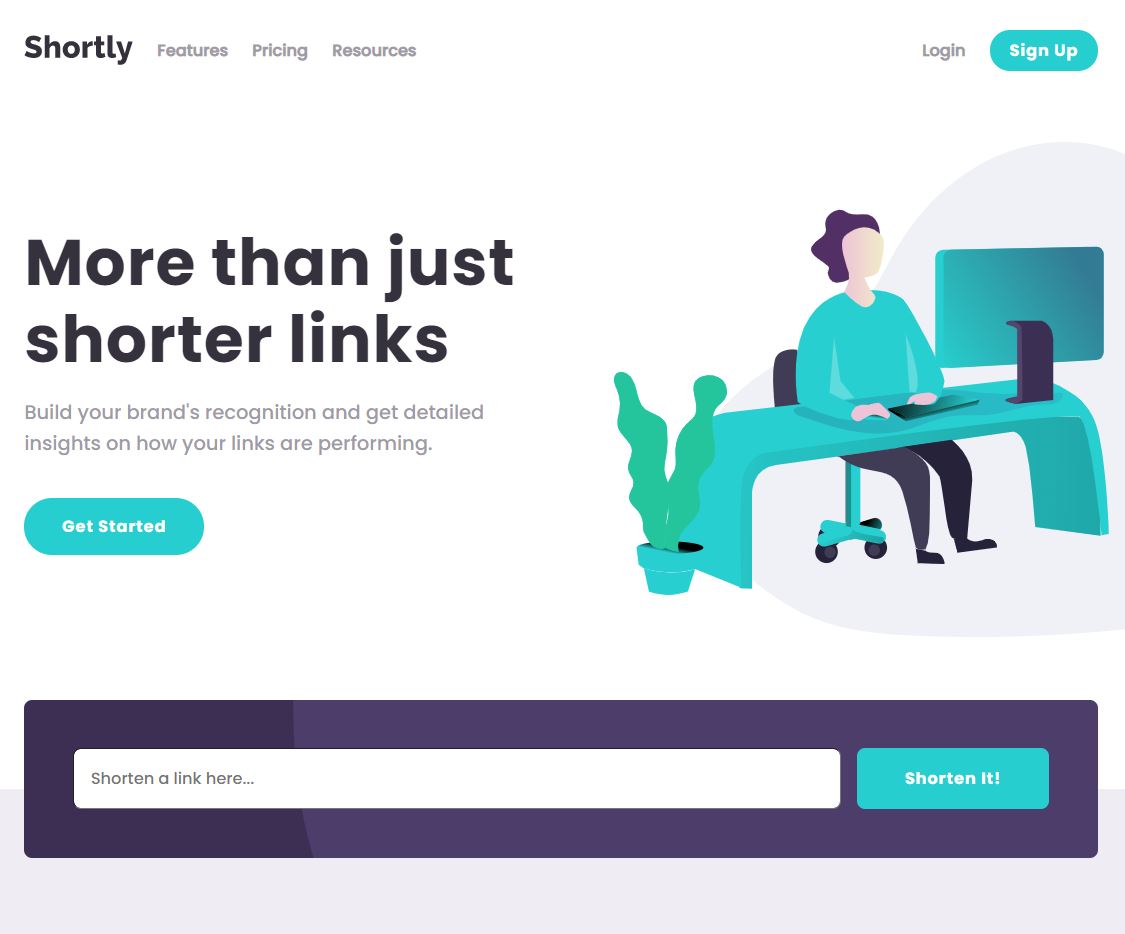 Shortly Features Pricing Resources Login Sign Up
More than just
shorter links
Build your brand's recognition and get detailed
insights on how your links are performing.
Get Started
Shorten a link here... Shorten It!